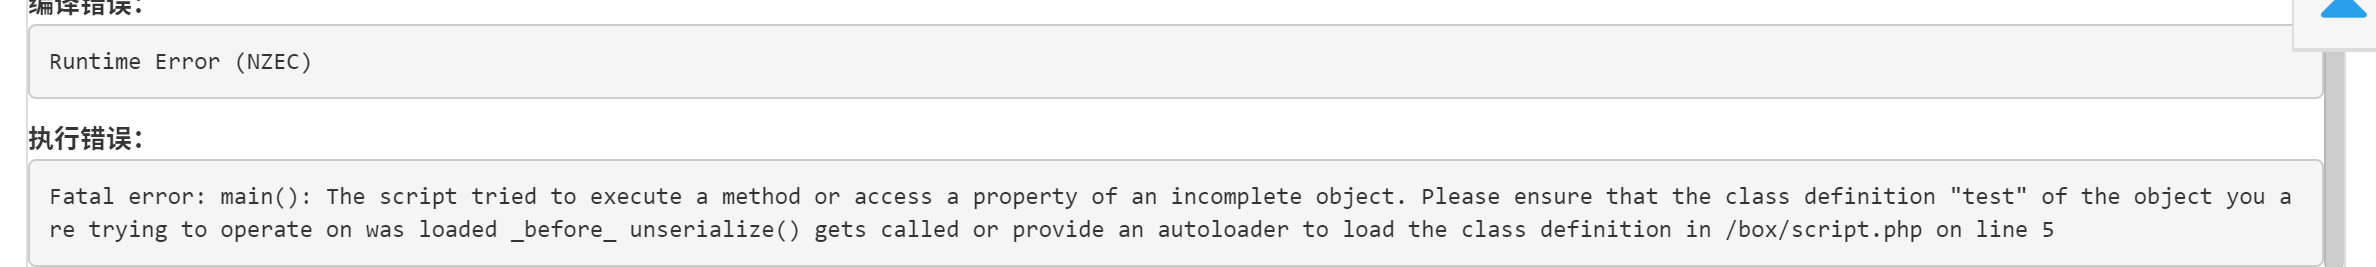 编译错误：
Runtime Error (NZEC)
执行错误：
Fatal error: main(): The script tried to execute a method or access a property of an incomplete object. Please ensure that the class definition "test" of the object you a
re trying to operate on was loaded _before_ unserialize() gets called or provide an autoloader to load the class definition in /box/script.php on line 5